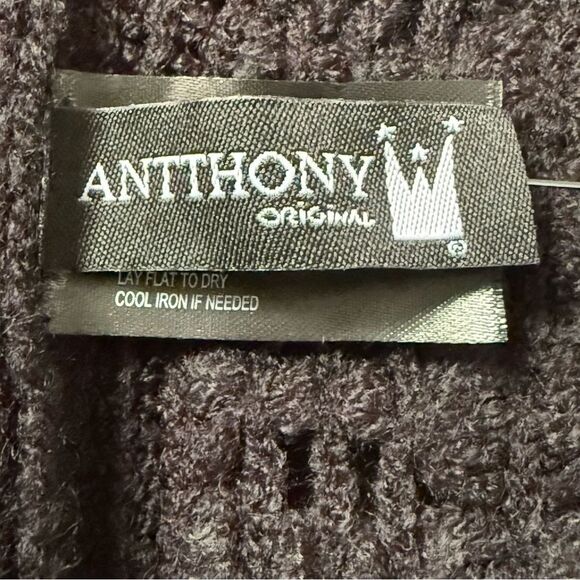 ANTTHONY
ORIGINAL
®
LAY FLAT TO DRY
COOL IRON IF NEEDED